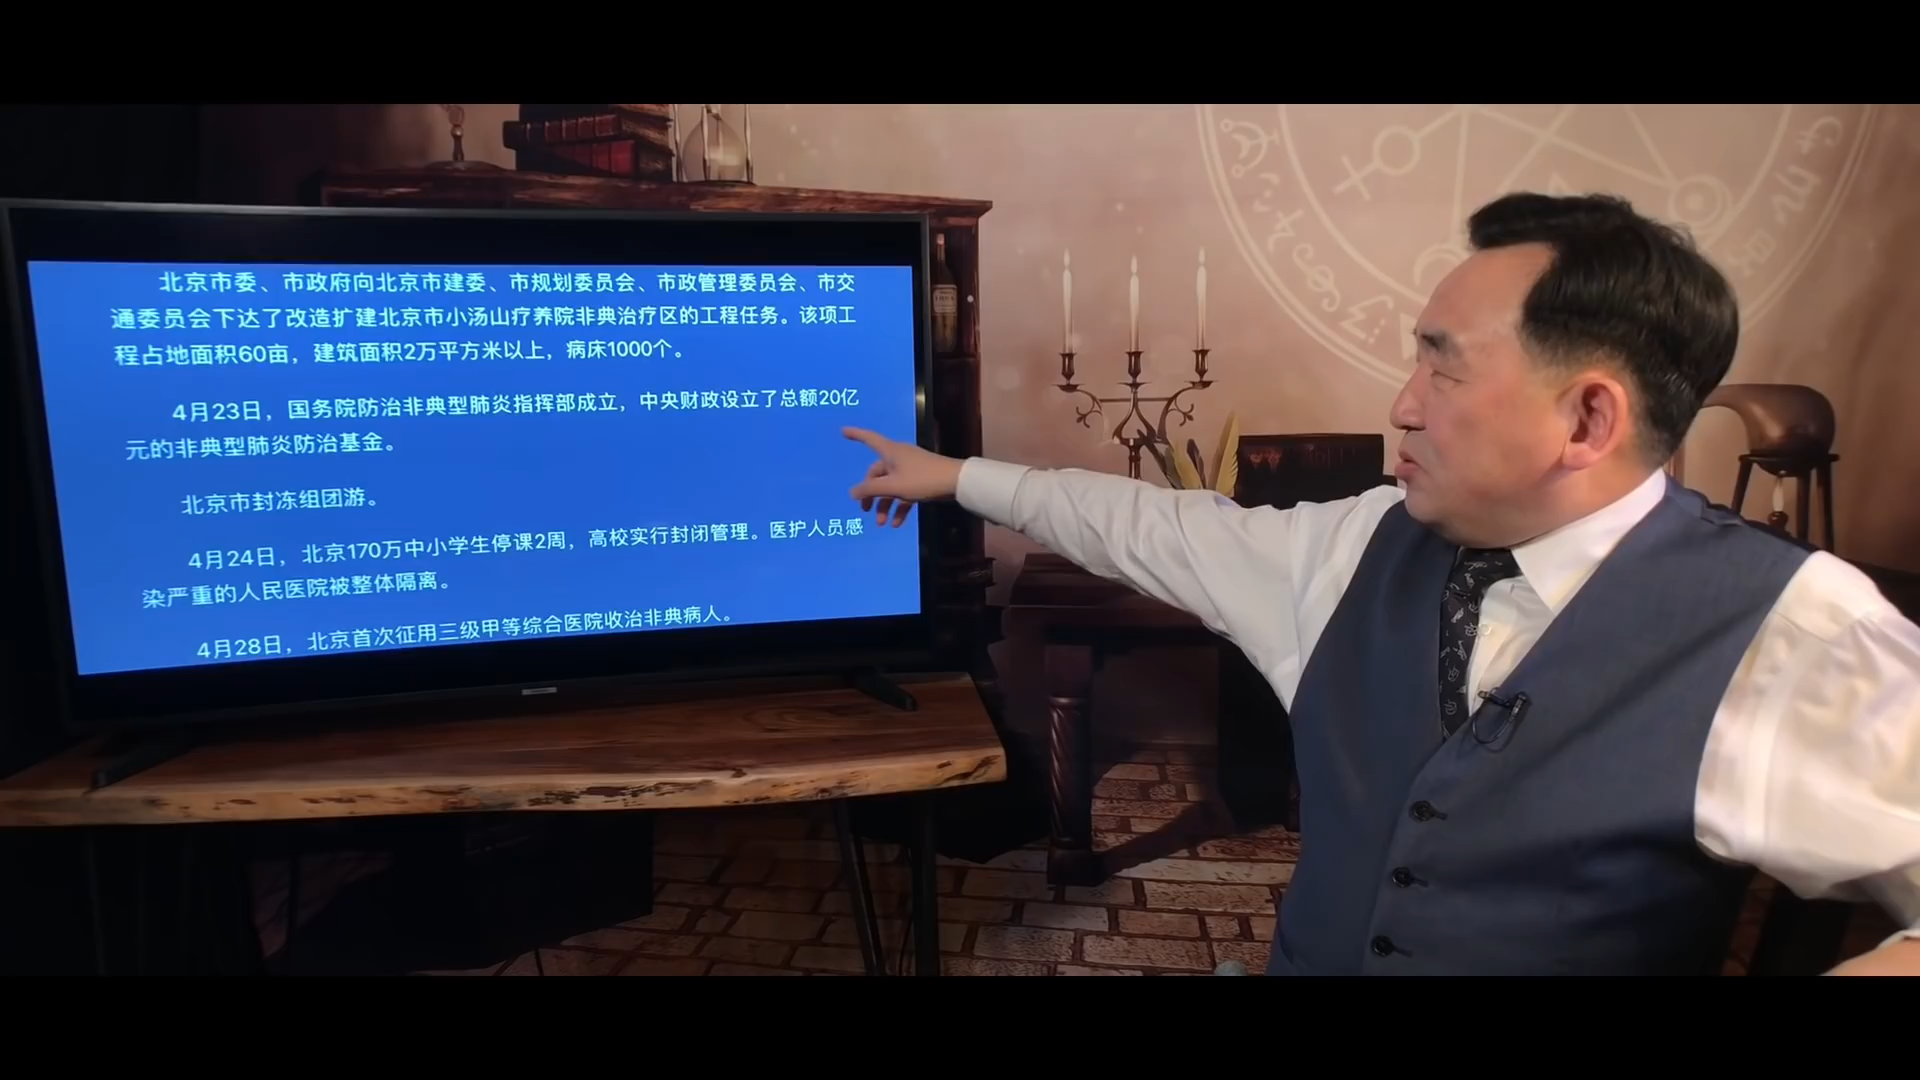 北京市委、市政府向北京市建委、市规划委员会、市政管理委员会、市交
通委员会下达了改造扩建北京市小汤山疗养院非典治疗区的工程任务。该项工
程占地面积60亩，建筑面积2万平方米以上，病床1000个。
4月23日，国务院防治非典型肺炎指挥部成立，中央财政设立了总额20亿
元的非典型肺炎防治基金。
北京市封冻组团游。
4月24日，北京170万中小学生停课2周，高校实行封闭管理。医护人员感
染严重的人民医院被整体隔离。
4月28日，北京首次征用三级甲等综合医院收治非典病人。